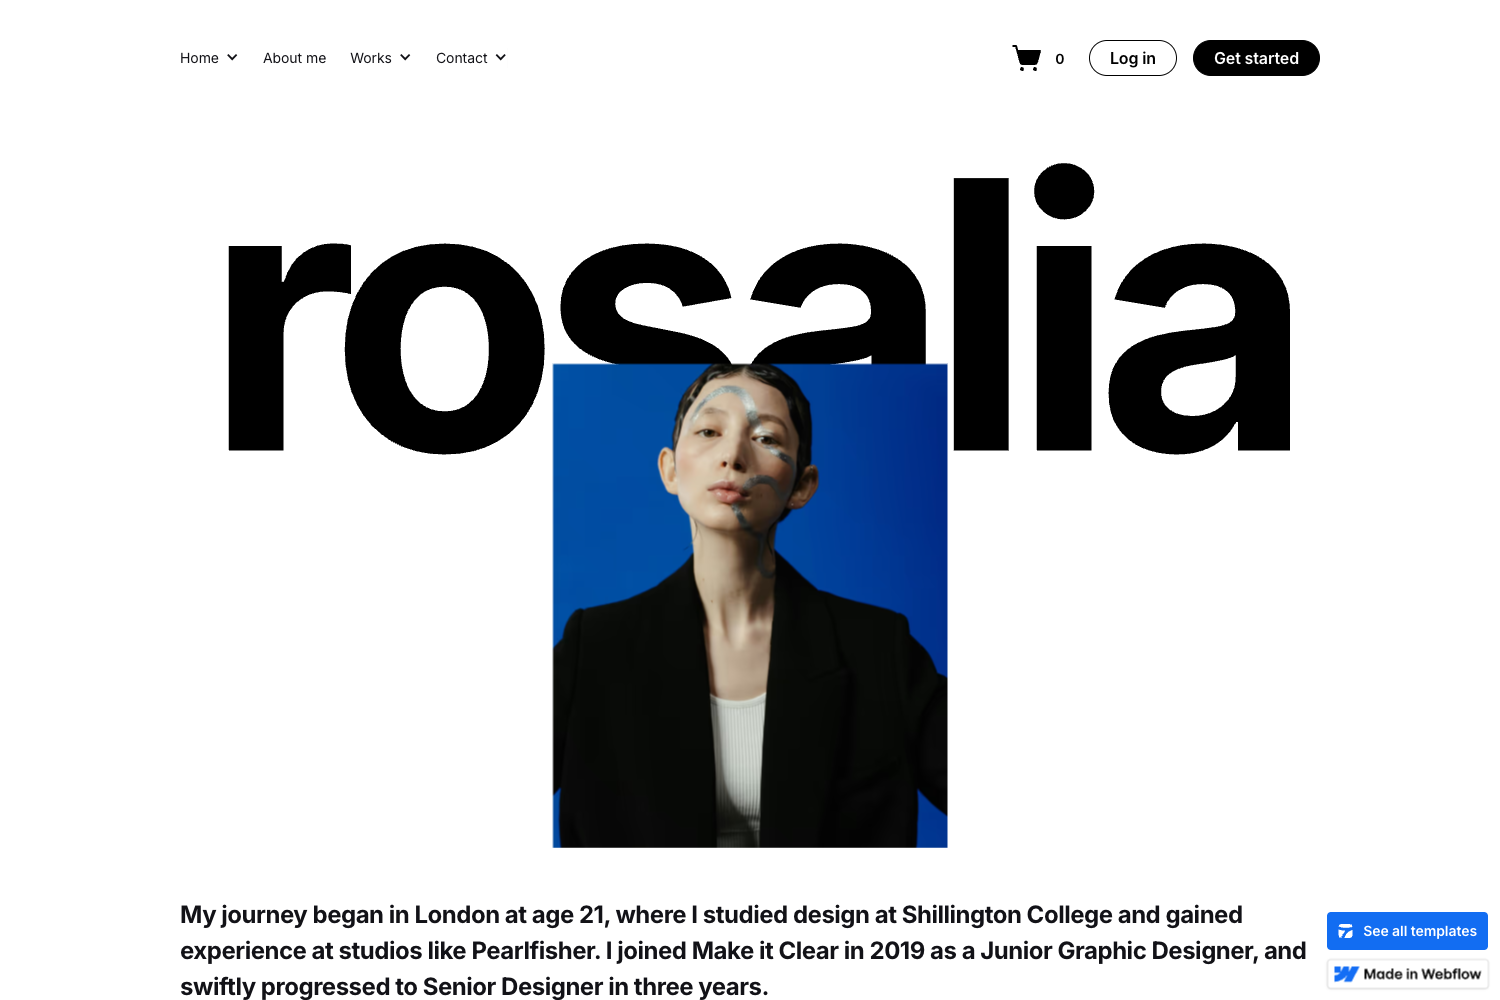 Home
About me
Works
Contact
0
Log in
Get started
rosalia
My journey began in London at age 21, where I studied design at Shillington College and gained
experience at studios like Pearlfisher. I joined Make it Clear in 2019 as a Junior Graphic Designer, and
swiftly progressed to Senior Designer in three years.
See all templates
Made in Webflow